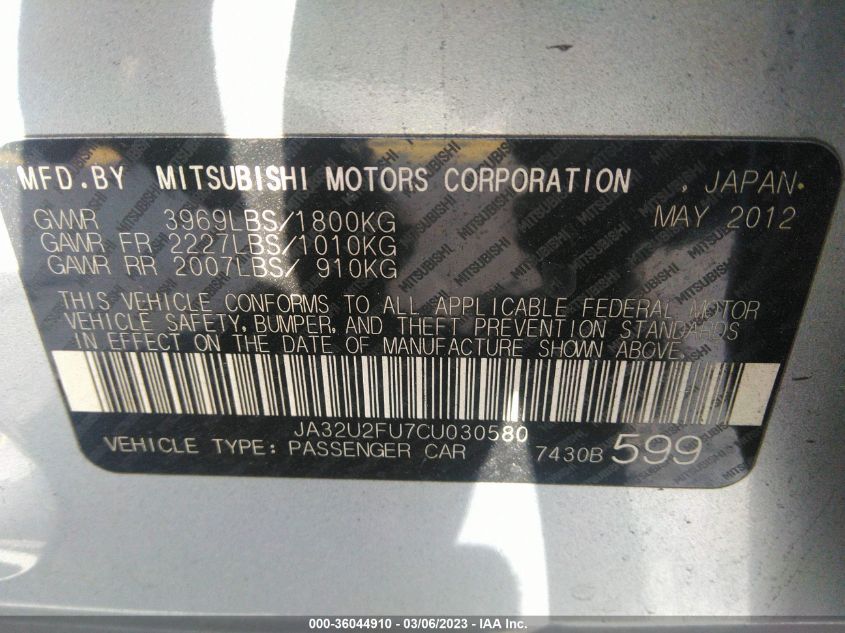 MFD.BY MITSUBISHI MOTORS CORPORATION , JAPAN.
GVWR 3969LBS/1800KG MAY 2012
GAWR FR 2227LBS/1010KG
GAWR RR 2007LBS/ 910KG
THIS VEHICLE CONFORMS TO ALL APPLICABLE FEDERAL MOTOR
VEHICLE SAFETY, BUMPER, AND THEFT PREVENTION STANDARDS
IN EFFECT ON THE DATE OF MANUFACTURE SHOWN ABOVE.
JA32U2FU7CU030580
VEHICLE TYPE: PASSENGER CAR 7430B 599
000-36044910 - 03/06/2023 - IAA Inc.